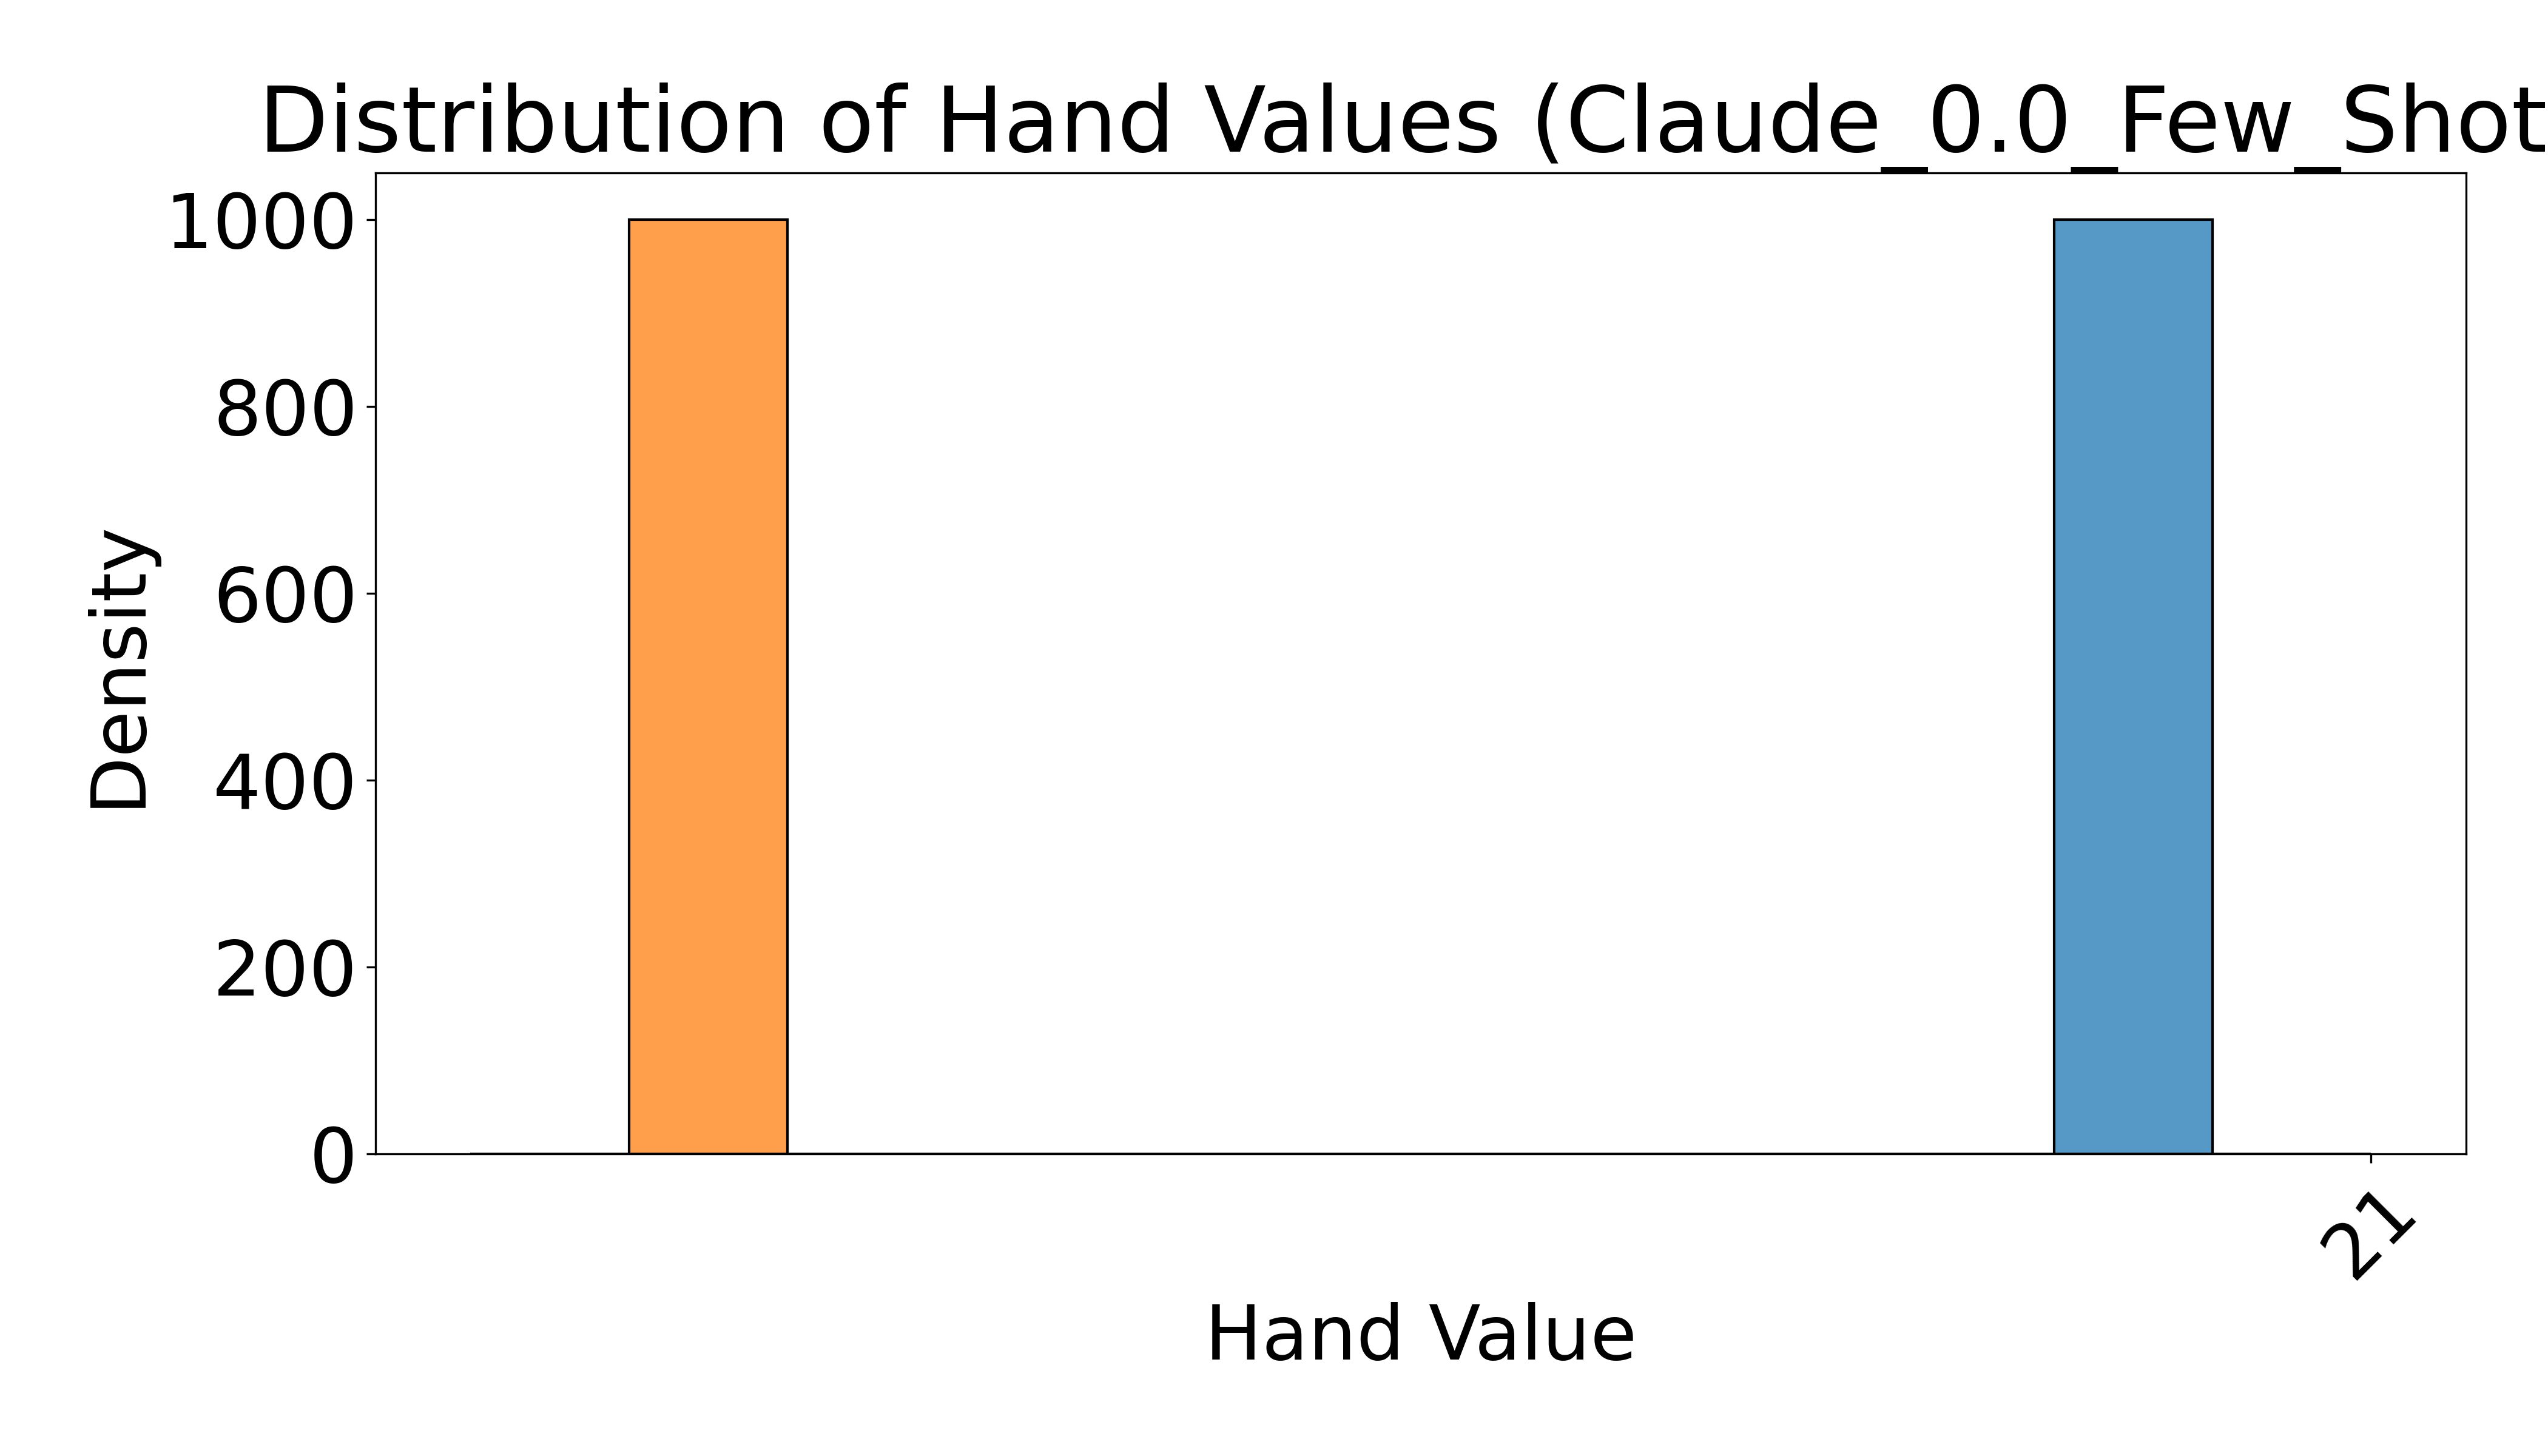 Distribution of Hand Values (Claude_0.0_Few_Shot
1000
800
600
400
200
0
Density
21
Hand Value